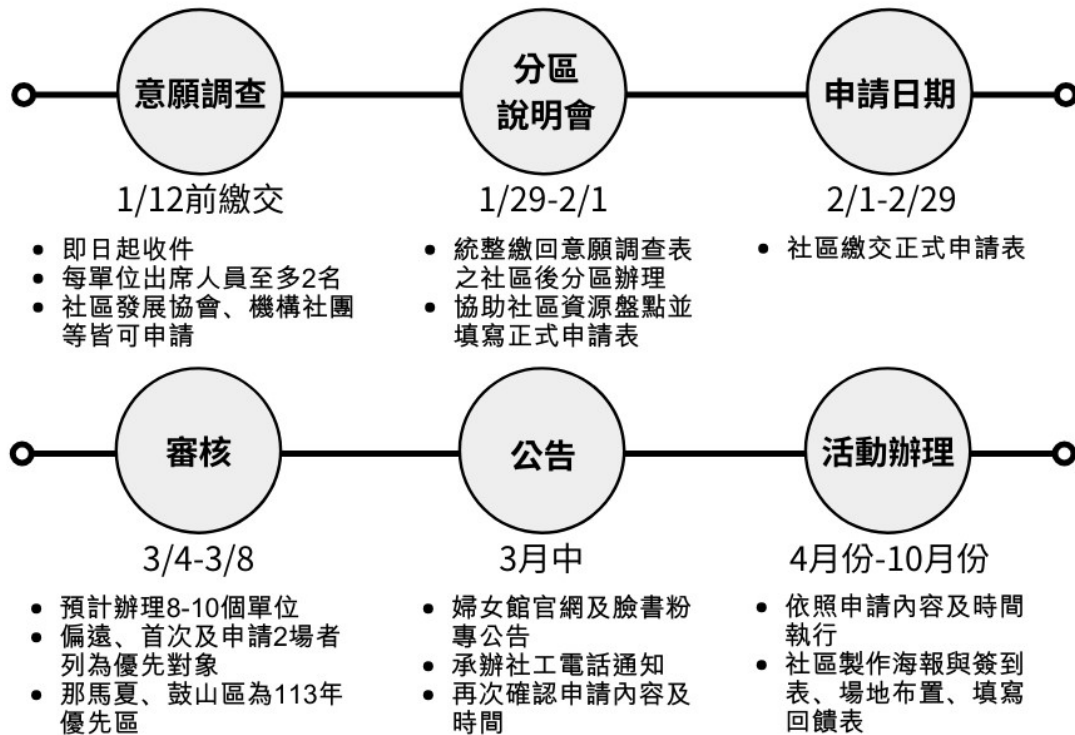 意願調查
1/12前繳交
• 即日起收件
• 每單位出席人員至多2名
• 社區發展協會、機構社團
等皆可申請
分區
說明會
1/29-2/1
• 統整繳回意願調查表
之社區後分區辦理
• 協助社區資源盤點並
填寫正式申請表
申請日期
2/1-2/29
• 社區繳交正式申請表
審核
3/4-3/8
• 預計辦理8-10個單位
• 偏遠、首次及申請2場者
列為優先對象
• 那馬夏、鼓山區為113年
優先區
公告
3月中
• 婦女館官網及臉書粉
專公告
• 承辦社工電話通知
• 再次確認申請內容及
時間
活動辦理
4月份-10月份
• 依照申請內容及時間
執行
• 社區製作海報與簽到
表、場地布置、填寫
回饋表